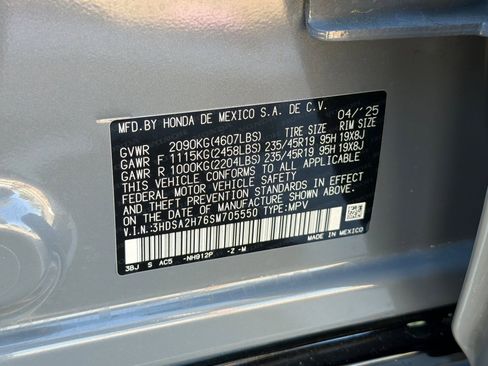 MFD.BY HONDA DE MEXICO S.A. DE C.V. 04/'25
GVWR 2090KG(4607LBS) TIRE SIZE RIM SIZE
GAWR F 1115KG(2458LBS) 235/45R19 95H 19X8J
GAWR R 1000KG(2204LBS) 235/45R19 95H 19X8J
THIS VEHICLE CONFORMS TO ALL APPLICABLE
FEDERAL MOTOR VEHICLE SAFETY STANDARDS IN
EFFECT ON THE DATE OF MANUFACTURE SHOWN ABOVE.
V.I.N.:3HDSA2H76SM705550 TYPE:MPV
MADE IN MEXICO
3BJ S AC5 -NH912P -Z -M